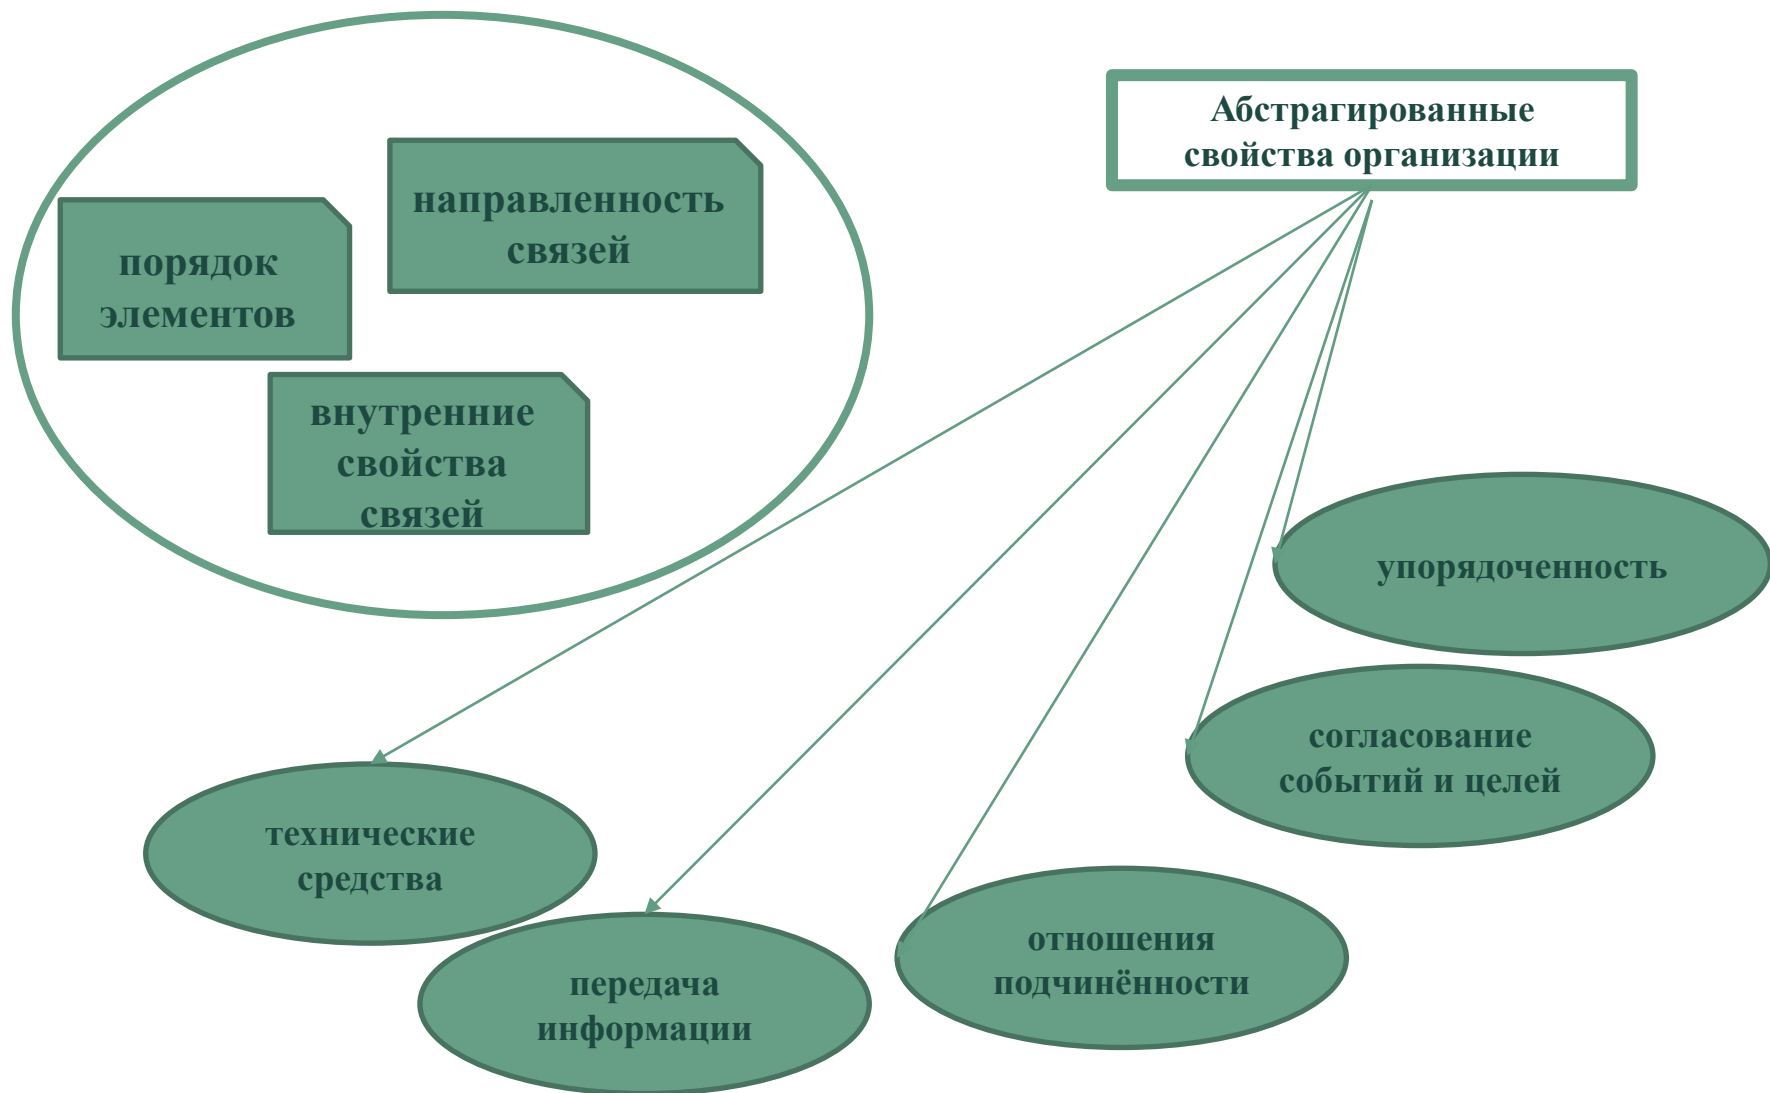 Абстрагированные
свойства организации
направленность
связей
порядок
элементов
внутренние
свойства
связей
упорядоченность
согласование
событий и целей
технические
средства
отношения
подчинённости
передача
информации